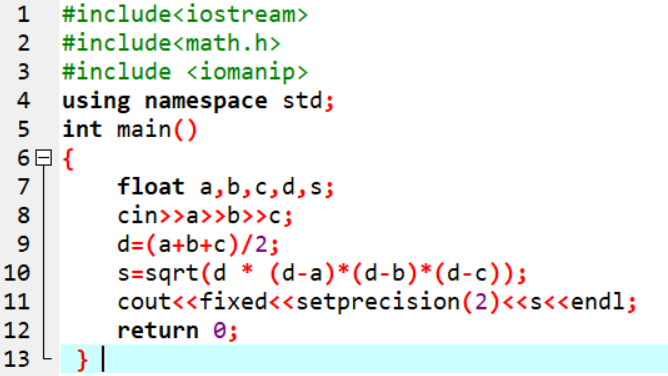 1 #include<iostream>
2 #include<math.h>
3 #include <iomanip>
4 using namespace std;
5 int main()
6 {
7 float a,b,c,d,s;
8 cin>>a>>b>>c;
9 d=(a+b+c)/2;
10 s=sqrt(d * (d-a)*(d-b)*(d-c));
11 cout<<fixed<<setprecision(2)<<s<<endl;
12 return 0;
13 }